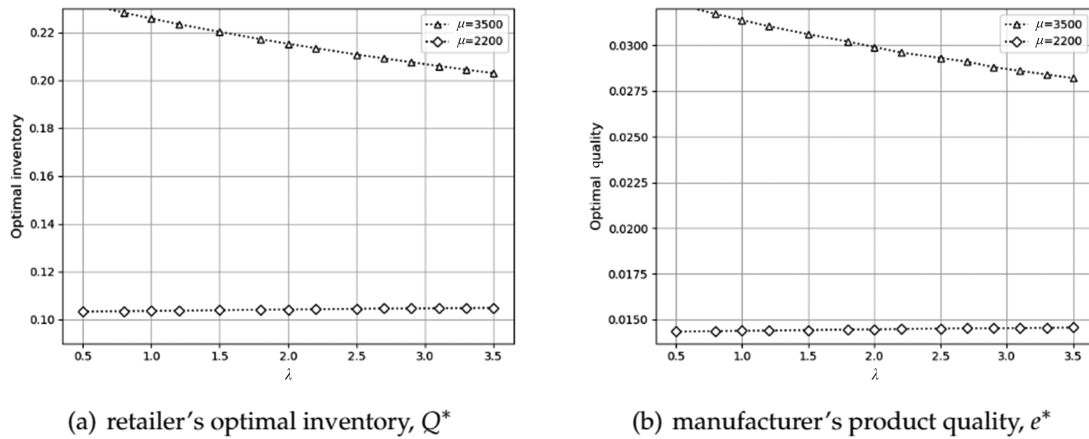 0.22
0.20
0.18
0.16
0.14
0.12
0.10
Optimal inventory
μ=3500
μ=2200
0.5 1.0 1.5 2.0 2.5 3.0 3.5
λ
(a) retailer's optimal inventory, Q*
0.0300
0.0275
0.0250
0.0225
0.0200
0.0175
0.0150
Optimal quality
μ=3500
μ=2200
0.5 1.0 1.5 2.0 2.5 3.0 3.5
λ
(b) manufacturer's product quality, e*